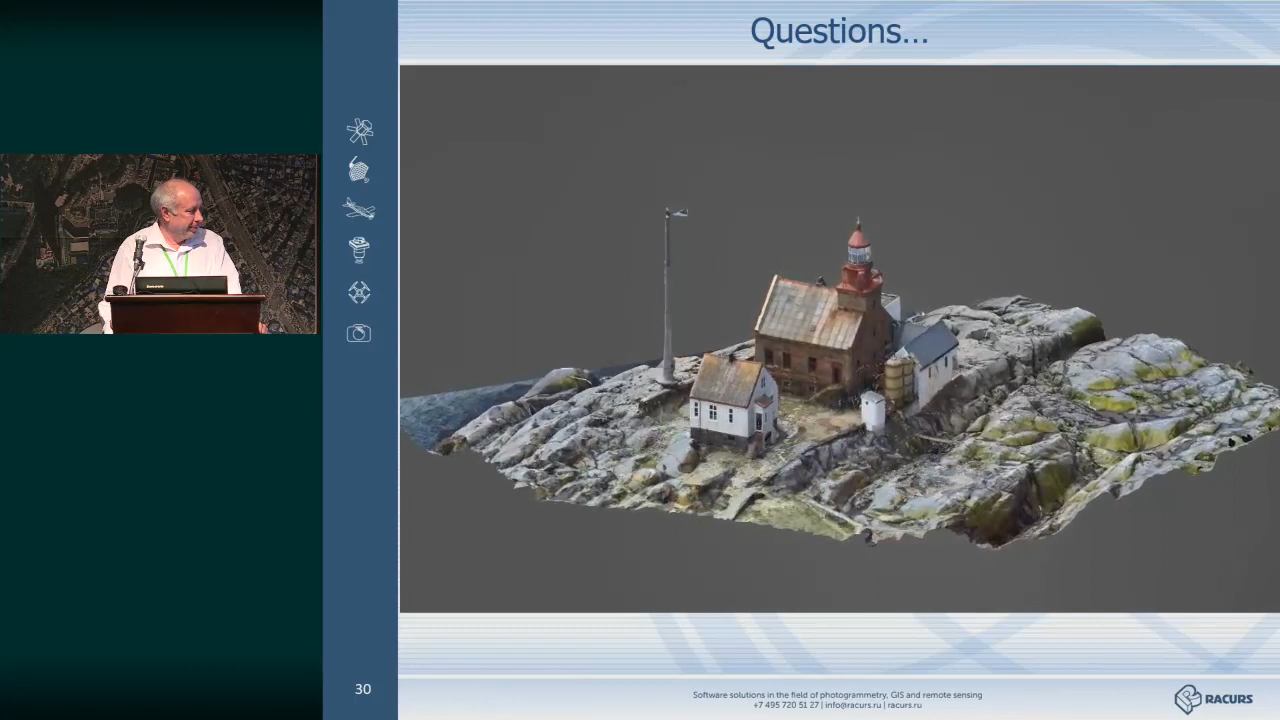 Questions...
30
Software solutions in the field of photogrammetry, GIS and remote sensing
+7 495 720 51 27 | info@racurs.ru | racurs.ru
RACURS